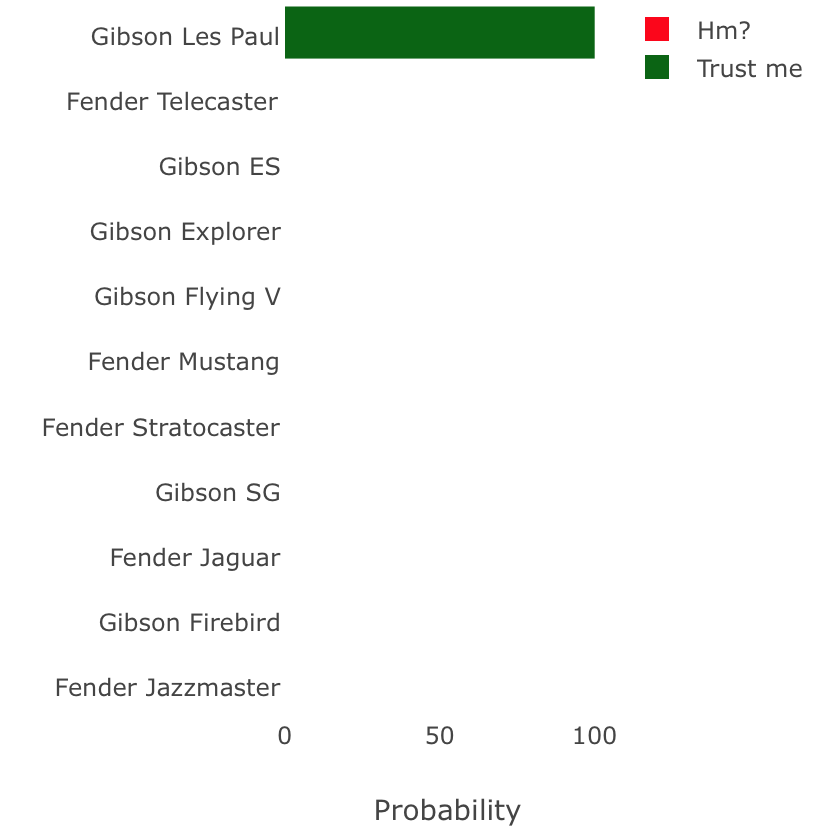 Gibson Les Paul
Fender Telecaster
Gibson ES
Gibson Explorer
Gibson Flying V
Fender Mustang
Fender Stratocaster
Gibson SG
Fender Jaguar
Gibson Firebird
Fender Jazzmaster
0 50 100
Probability
Hm?
Trust me